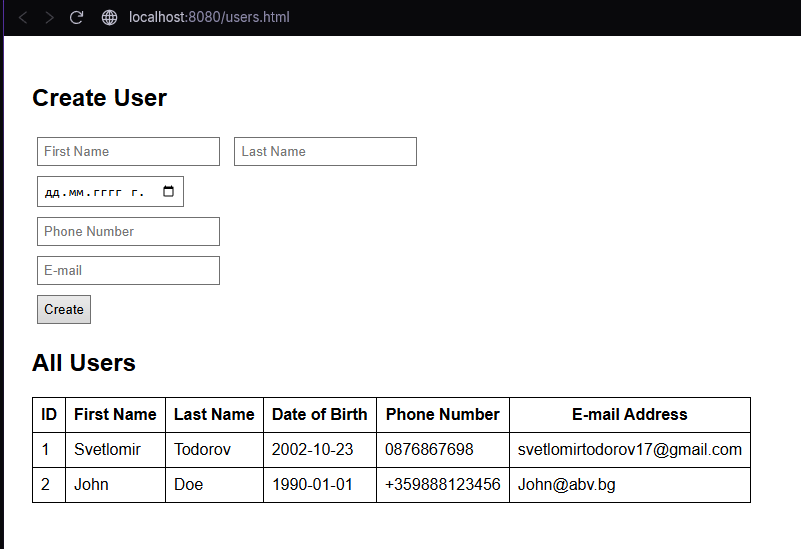 localhost:8080/users.html
Create User
First Name Last Name
дд.мм.гггг г.
Phone Number
E-mail
Create
All Users
ID First Name Last Name Date of Birth Phone Number E-mail Address
1 Svetlomir Todorov 2002-10-23 0876867698 svetlomirtodorov17@gmail.com
2 John Doe 1990-01-01 +359888123456 John@abv.bg